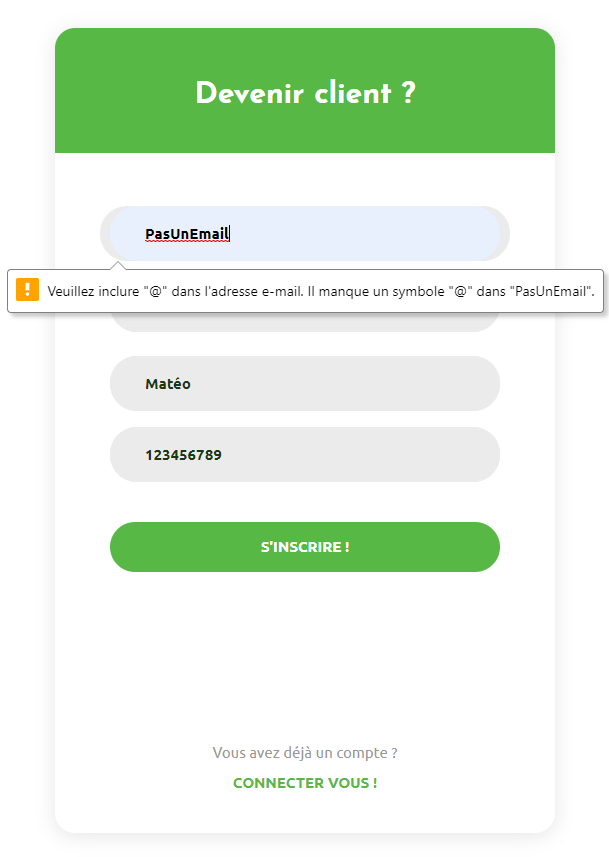 Devenir client ?
PasUnEmail
Veuillez inclure "@" dans l'adresse e-mail. Il manque un symbole "@" dans "PasUnEmail".
Matéo
123456789
S'INSCRIRE !
Vous avez déjà un compte ?
CONNECTER VOUS !